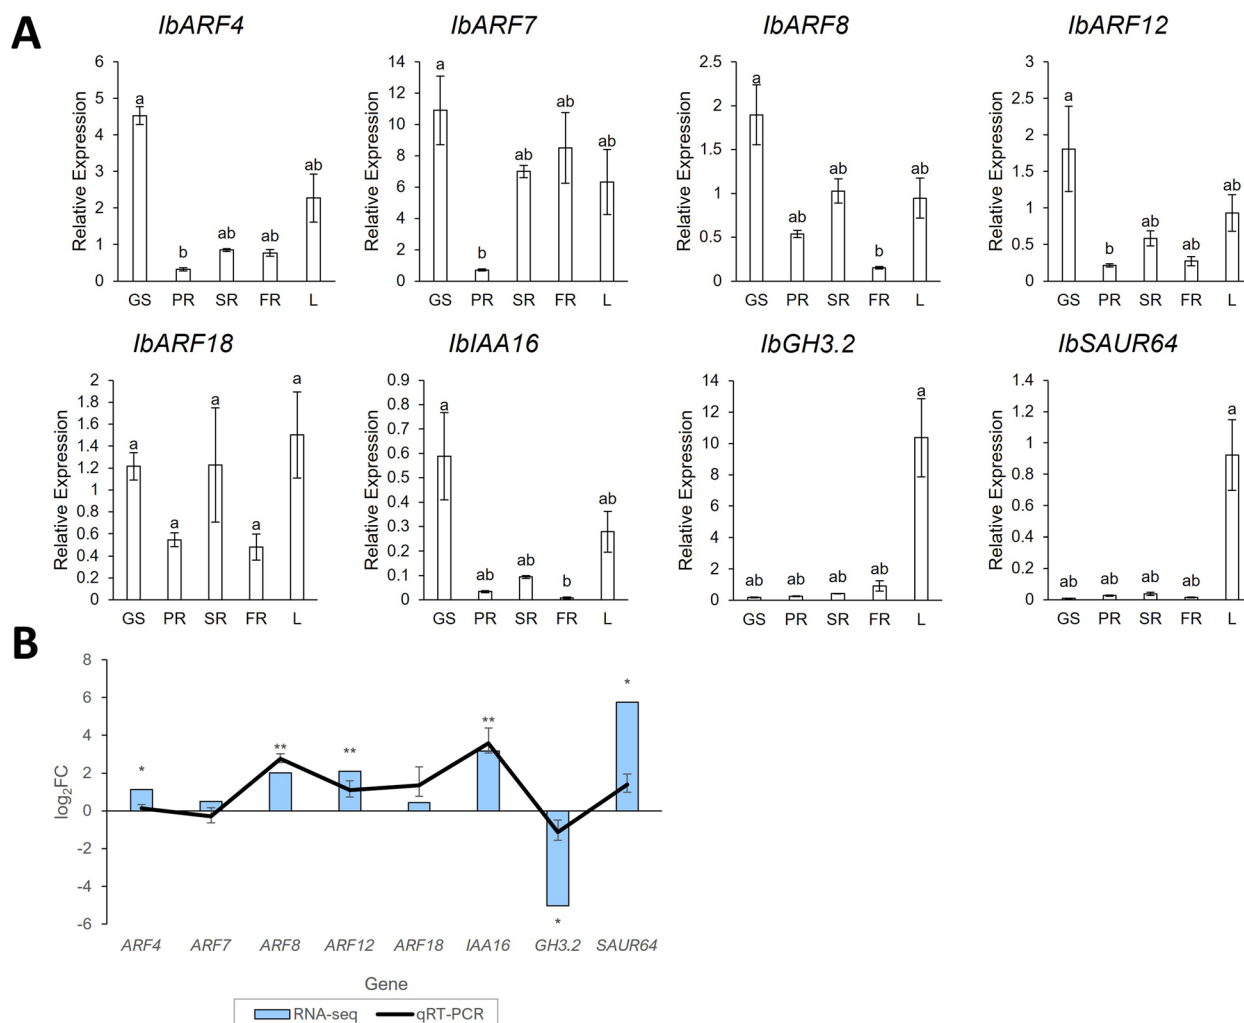 A
IbARF4
IbARF7
IbARF8
IbARF12
Relative Expression
6
5
4
3
2
1
0
a
b
ab
ab
ab
GS PR SR FR L
Relative Expression
14
12
10
8
6
4
2
0
a
b
ab
ab
ab
GS PR SR FR L
Relative Expression
2.5
2
1.5
1
0.5
0
a
ab
ab
b
ab
GS PR SR FR L
Relative Expression
3
2.5
2
1.5
1
0.5
0
a
b
ab
ab
ab
GS PR SR FR L
IbARF18
IbIAA16
IbGH3.2
IbSAUR64
Relative Expression
2
1.8
1.6
1.4
1.2
1
0.8
0.6
0.4
0.2
0
a
a
a
a
a
GS PR SR FR L
Relative Expression
0.9
0.8
0.7
0.6
0.5
0.4
0.3
0.2
0.1
0
a
ab
ab
b
ab
GS PR SR FR L
Relative Expression
14
12
10
8
6
4
2
0
ab
ab
ab
ab
a
GS PR SR FR L
Relative Expression
1.4
1.2
1
0.8
0.6
0.4
0.2
0
ab
ab
ab
ab
a
GS PR SR FR L
B
log₂FC
8
6
4
2
0
-2
-4
-6
*
**
**
**
*
*
ARF4 ARF7 ARF8 ARF12 ARF18 IAA16 GH3.2 SAUR64
Gene
RNA-seq qRT-PCR